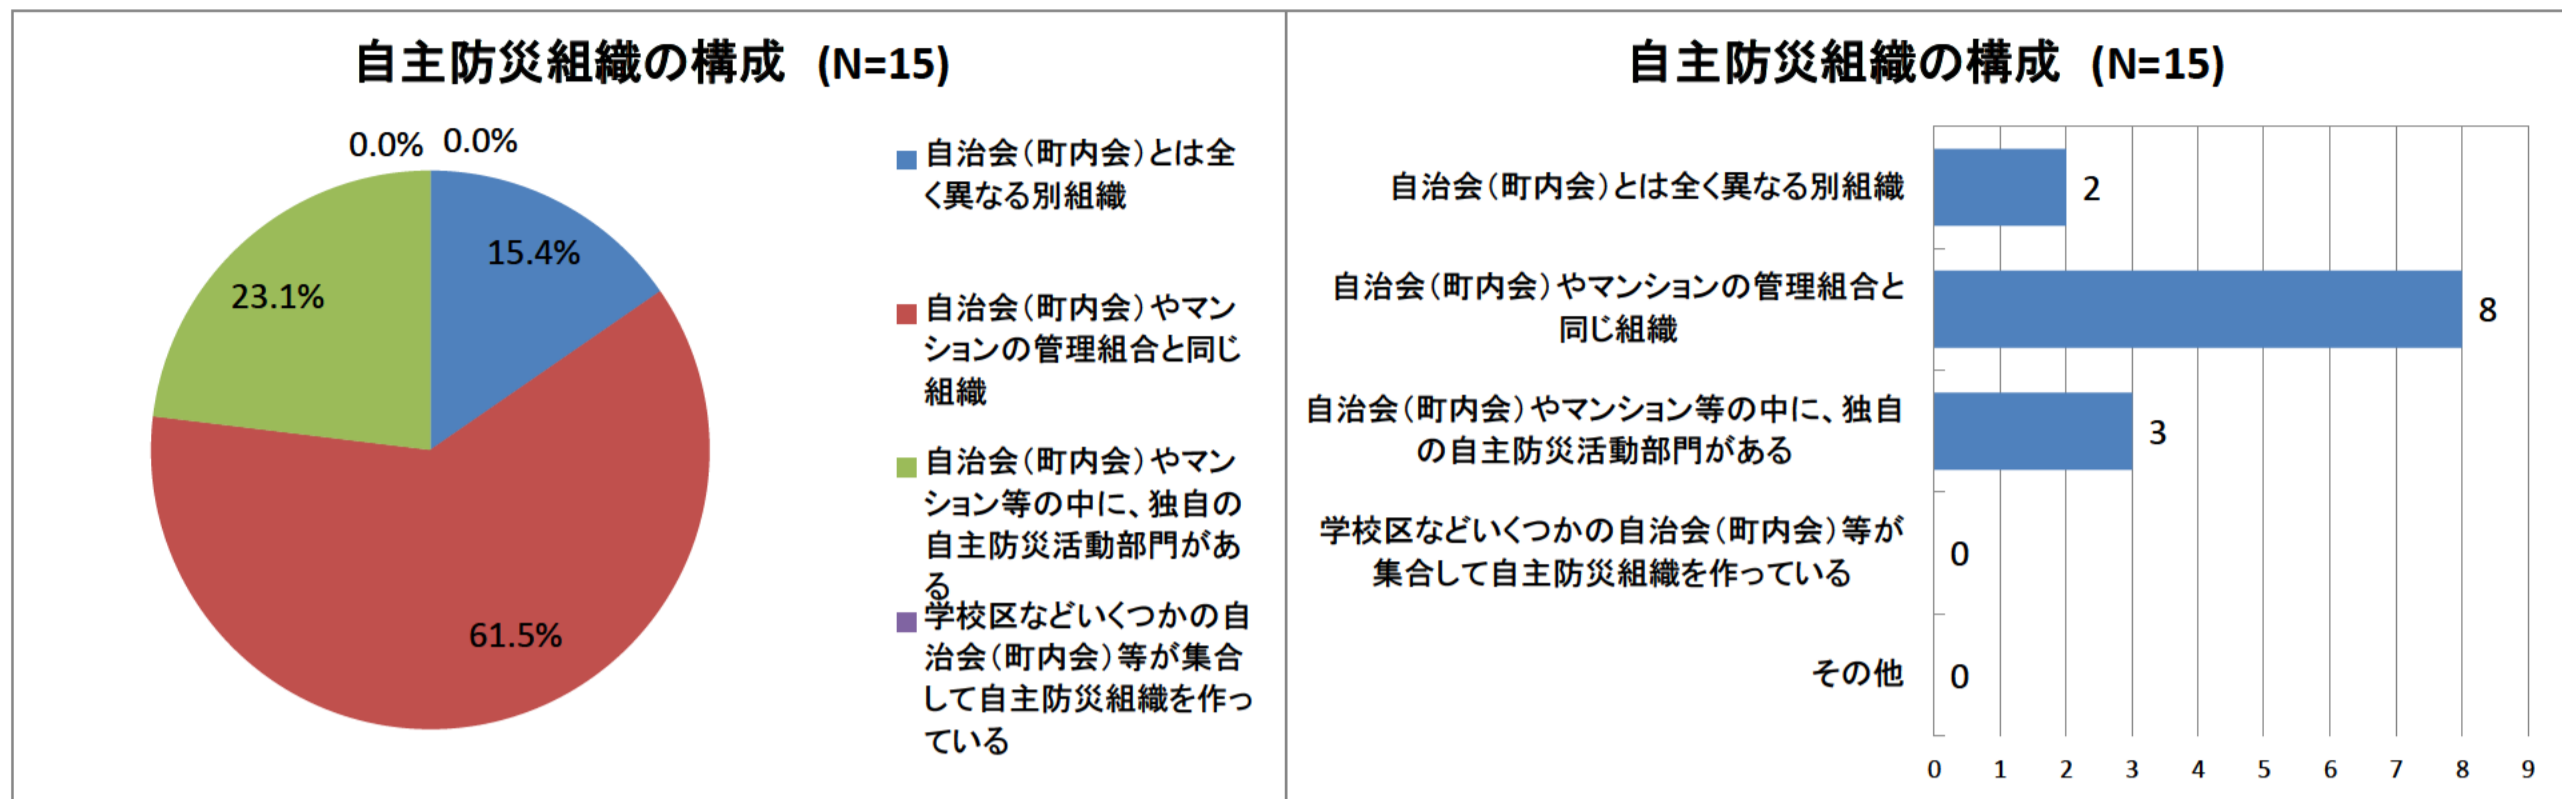 自主防災組織の構成 (N=15)
0.0% 0.0%
15.4%
23.1%
61.5%
自治会（町内会）とは全
く異なる別組織
自治会（町内会）やマン
ションの管理組合と同じ
組織
自治会（町内会）やマン
ション等の中に、独自の
自主防災活動部門があ
る
学校区などいくつかの自
治会（町内会）等が集合
して自主防災組織を作っ
ている
自主防災組織の構成 (N=15)
自治会（町内会）とは全く異なる別組織
2
自治会（町内会）やマンションの管理組合と
同じ組織
8
自治会（町内会）やマンション等の中に、独自
の自主防災活動部門がある
3
学校区などいくつかの自治会（町内会）等が
集合して自主防災組織を作っている
0
その他
0
0 1 2 3 4 5 6 7 8 9